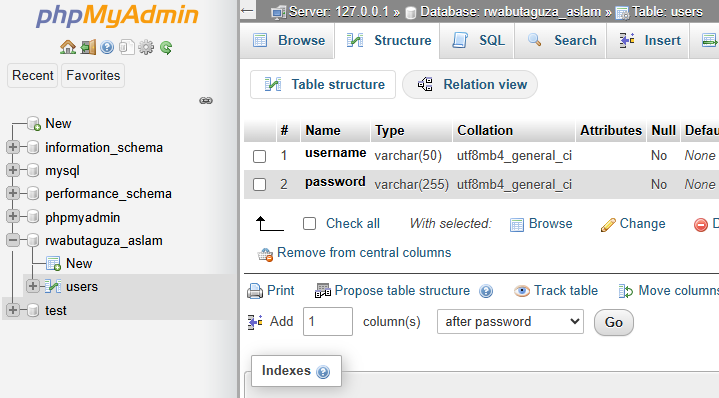 phpMyAdmin
Recent Favorites
New
information_schema
mysql
performance_schema
phpmyadmin
rwabutaguza_aslam
New
users
test
Server: 127.0.0.1 » Database: rwabutaguza_aslam » Table: users
Browse Structure SQL Search Insert
Table structure Relation view
# Name Type Collation Attributes Null Defau
1 username varchar(50) utf8mb4_general_ci No None
2 password varchar(255) utf8mb4_general_ci No None
Check all With selected: Browse Change D
Remove from central columns
Print Propose table structure Track table Move columns
Add 1 column(s) after password Go
Indexes